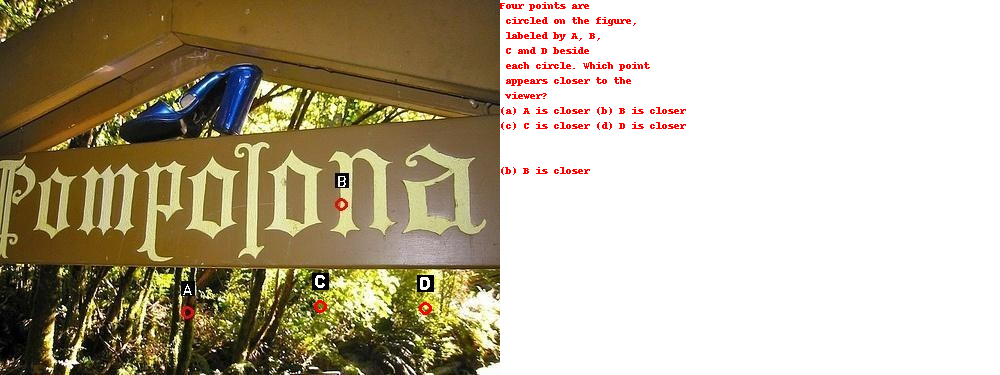 Pompolona
B
A
C
D
Four points are
circled on the figure,
labeled by A, B,
C and D beside
each circle. Which point
appears closer to the
viewer?
(a) A is closer (b) B is closer
(c) C is closer (d) D is closer
(b) B is closer